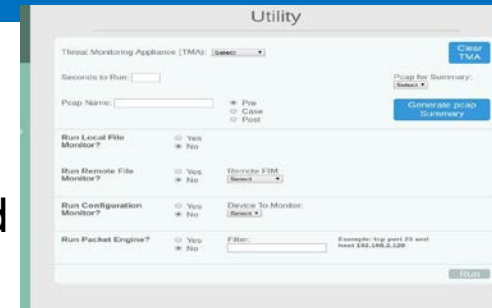 Utility
Threat Monitoring Appliance (TMA): Select
Clear TMA
Seconds to Run:
Pcap for Summary:
Select
Pcap Name:
Pre
Case
Post
Generate pcap Summary
Run Local File Monitor?
Yes
No
Run Remote File Monitor?
Yes
No
Remote FIM
Select
Run Configuration Monitor?
Yes
No
Device To Monitor:
Select
Run Packet Engine?
Yes
No
Filter:
Example: tcp port 23 and
host 192.168.2.120
Run
d